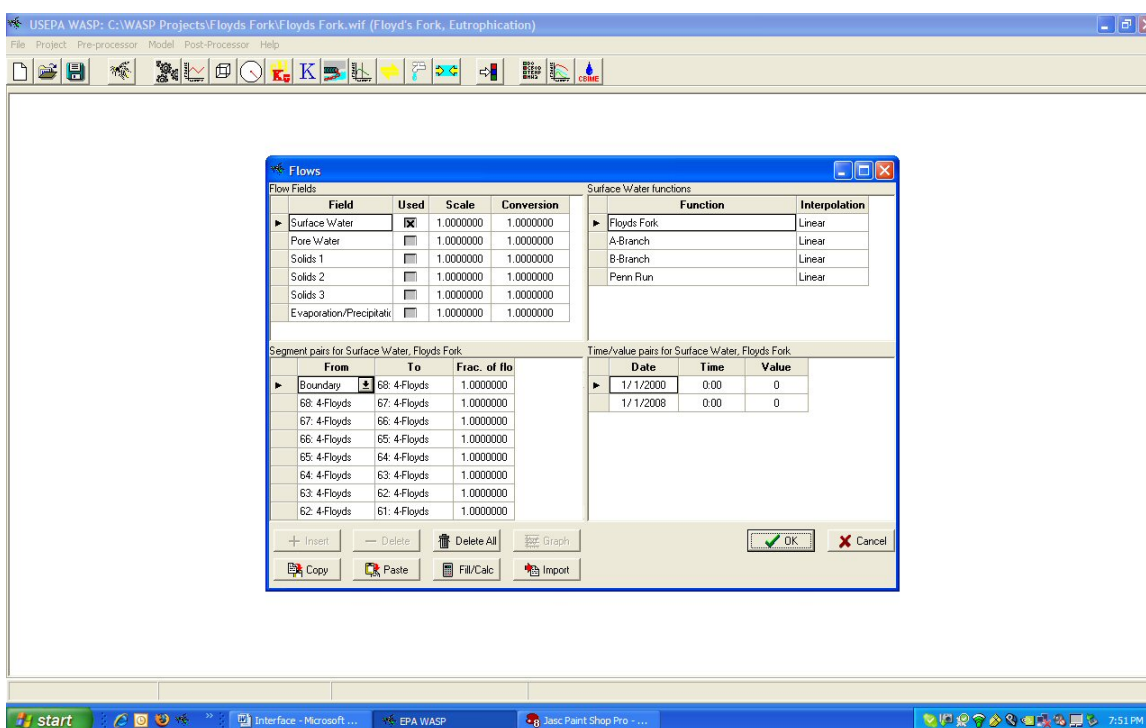 USEPA WASP: C:\WASP Projects\Floyds Fork\Floyds Fork.wif (Floyd's Fork, Eutrophication)
File Project Pre-processor Model Post-Processor Help
K
CBIME
Flows
Flow Fields
Field Used Scale Conversion
Surface Water 1.0000000 1.0000000
Pore Water 1.0000000 1.0000000
Solids 1 1.0000000 1.0000000
Solids 2 1.0000000 1.0000000
Solids 3 1.0000000 1.0000000
Evaporation/Precipitatic 1.0000000 1.0000000
Surface Water functions
Function Interpolation
Floyds Fork Linear
A-Branch Linear
B-Branch Linear
Penn Run Linear
Segment pairs for Surface Water, Floyds Fork
From To Frac. of flo
Boundary 68: 4-Floyds 1.0000000
68: 4-Floyds 67: 4-Floyds 1.0000000
67: 4-Floyds 66: 4-Floyds 1.0000000
66: 4-Floyds 65: 4-Floyds 1.0000000
65: 4-Floyds 64: 4-Floyds 1.0000000
64: 4-Floyds 63: 4-Floyds 1.0000000
63: 4-Floyds 62: 4-Floyds 1.0000000
62: 4-Floyds 61: 4-Floyds 1.0000000
Time/value pairs for Surface Water, Floyds Fork
Date Time Value
1/ 1/2000 0:00 0
1/ 1/2008 0:00 0
Insert Delete Delete All Graph OK Cancel
Copy Paste Fill/Calc Import
start Interface - Microsoft ... EPA WASP Jasc Paint Shop Pro - ... 7:51 PM